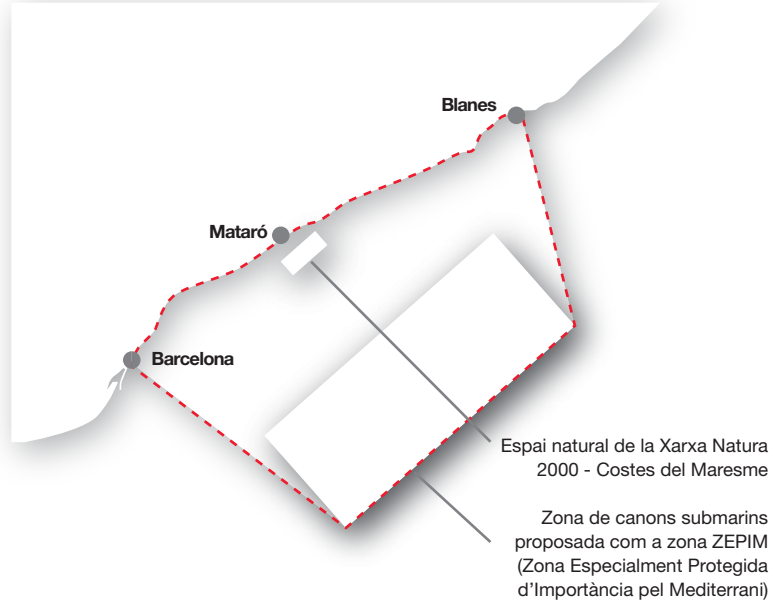 Blanes
Mataró
Barcelona
Espai natural de la Xarxa Natura
2000 - Costes del Maresme
Zona de canons submarins
proposada com a zona ZEPIM
(Zona Especialment Protegida
d’Importància pel Mediterrani)